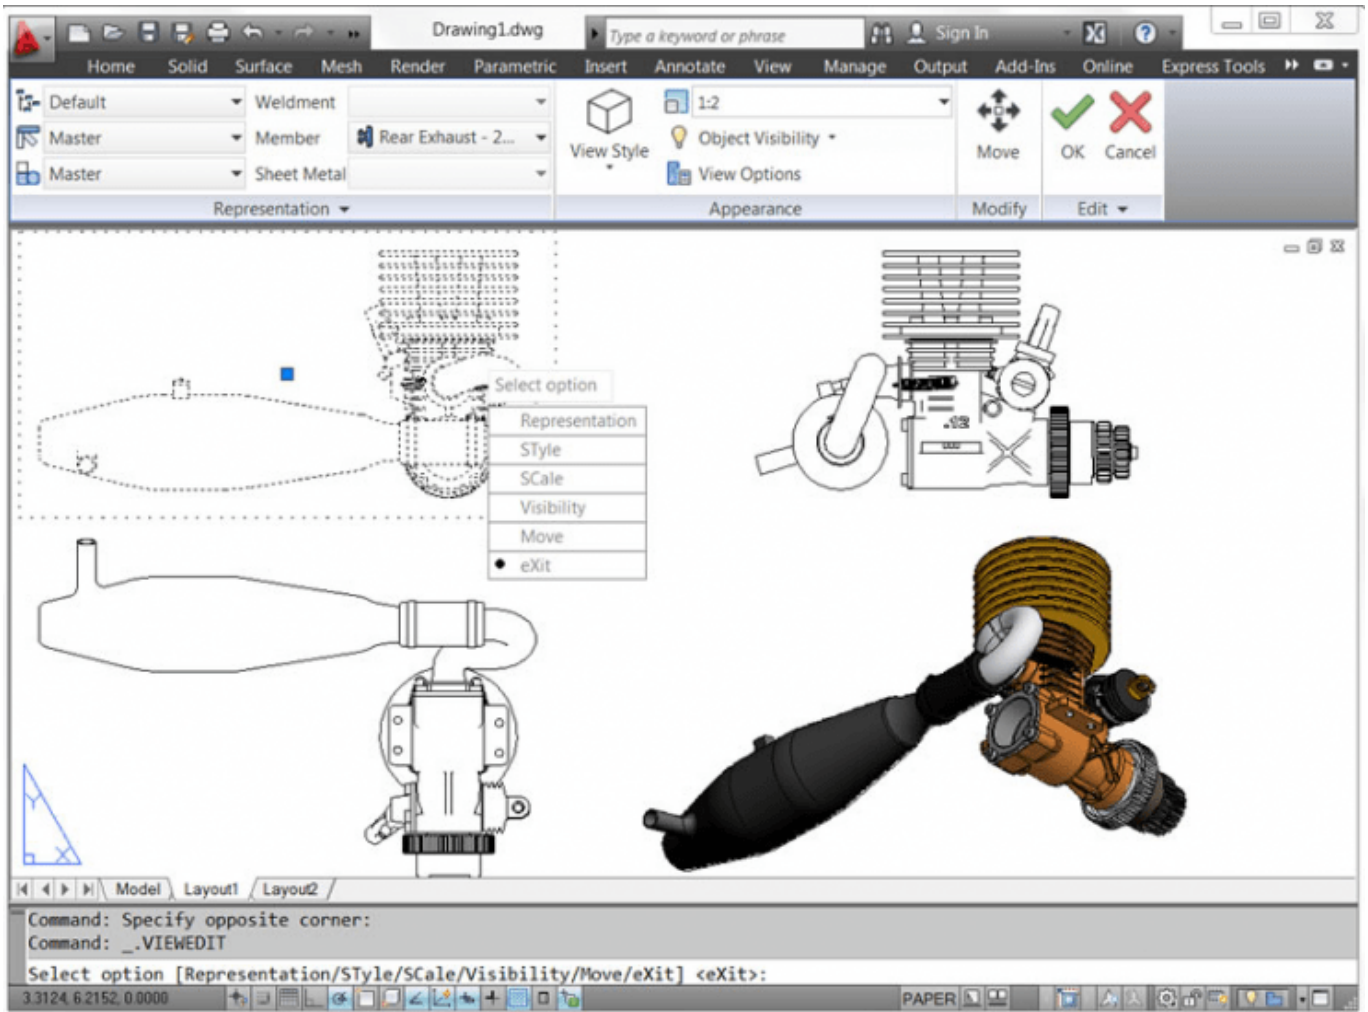 Drawing1.dwg
Type a keyword or phrase
Sign In
Home Solid Surface Mesh Render Parametric Insert Annotate View Manage Output Add-Ins Online Express Tools
Default Weldment
Master Member Rear Exhaust - 2...
Master Sheet Metal
Representation
View Style
1:2
Object Visibility
View Options
Appearance
Move
Modify
OK Cancel
Edit
Select option
Representation
STyle
SCale
Visibility
Move
eXit
.12
Y
X
Model Layout1 Layout2
Command: Specify opposite corner:
Command: _.VIEWEDIT
Select option [Representation/STyle/SCale/Visibility/Move/eXit] <eXit>:
3.3124, 6.2152, 0.0000 PAPER